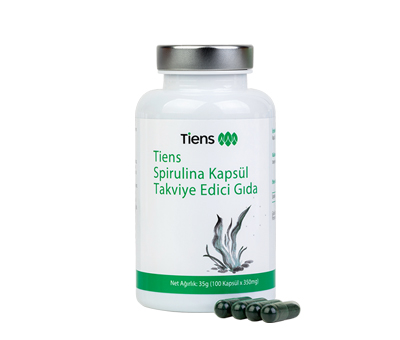 Tiens
Tiens
Spirulina Kapsül
Takviye Edici Gıda
Net Ağırlık: 35g (100 Kapsül x 350mg)